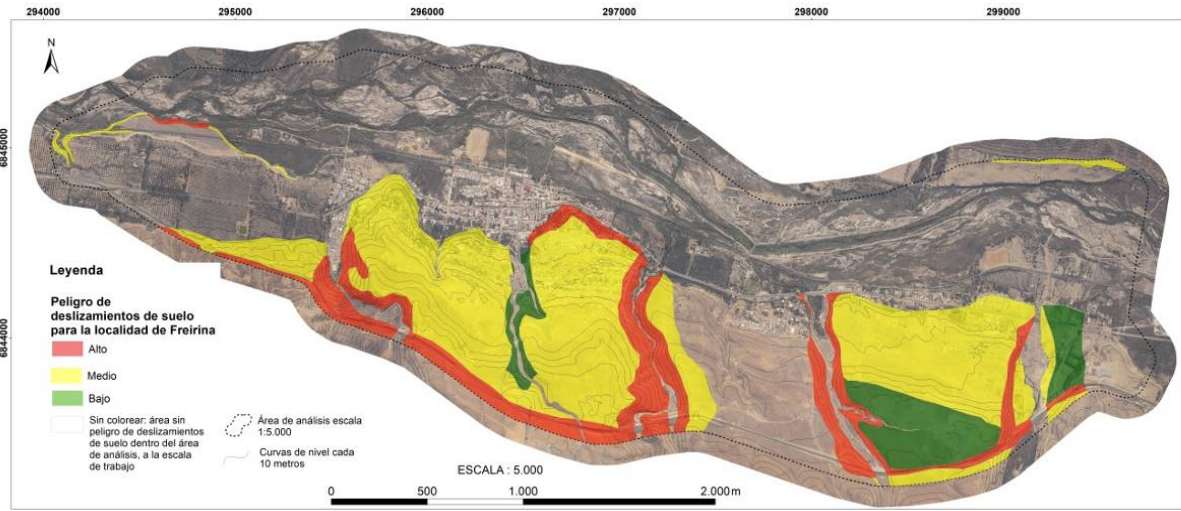 294000 295000 296000 297000 298000 299000
N
6845000
6844000
Leyenda
Peligro de
deslizamientos de suelo
para la localidad de Freirina
Alto
Medio
Bajo
Sin colorear: área sin
peligro de deslizamientos
de suelo dentro del área
de análisis, a la escala
de trabajo
Área de análisis escala
1:5.000
Curvas de nivel cada
10 metros
ESCALA : 5.000
0 500 1.000 2.000 m